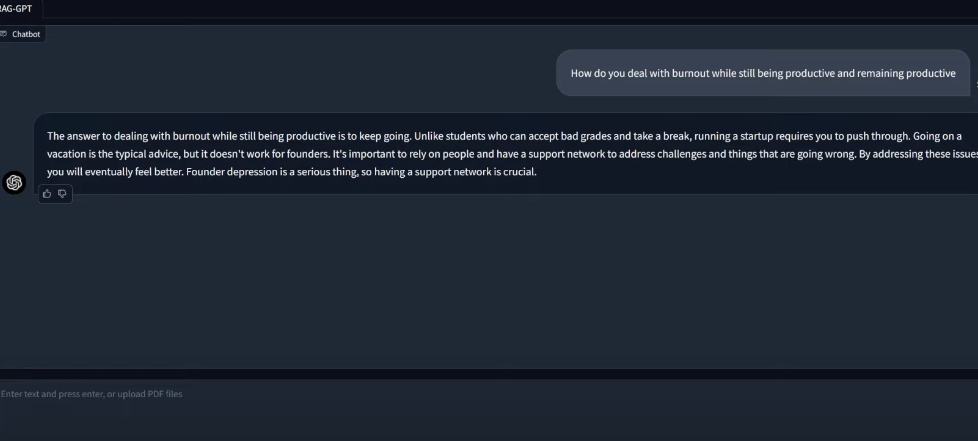 RAG-GPT
Chatbot
How do you deal with burnout while still being productive and remaining productive
The answer to dealing with burnout while still being productive is to keep going. Unlike students who can accept bad grades and take a break, running a startup requires you to push through. Going on a
vacation is the typical advice, but it doesn't work for founders. It's important to rely on people and have a support network to address challenges and things that are going wrong. By addressing these issues
you will eventually feel better. Founder depression is a serious thing, so having a support network is crucial.
Enter text and press enter, or upload PDF files